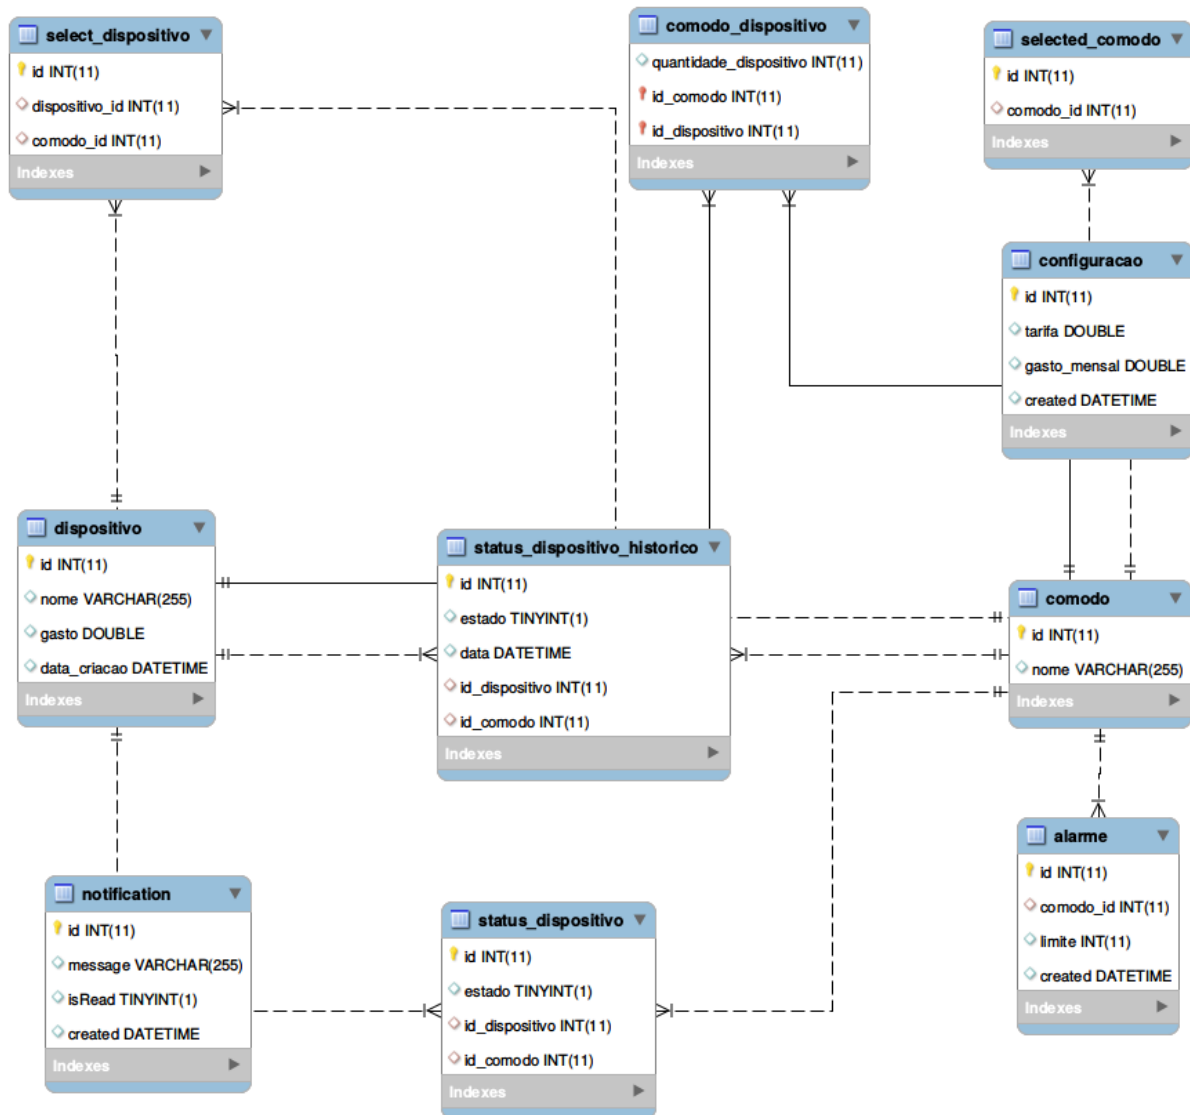 select_dispositivo
id INT(11)
dispositivo_id INT(11)
comodo_id INT(11)
Indexes
comodo_dispositivo
quantidade_dispositivo INT(11)
id_comodo INT(11)
id_dispositivo INT(11)
Indexes
selected_comodo
id INT(11)
comodo_id INT(11)
Indexes
configuracao
id INT(11)
tarifa DOUBLE
gasto_mensal DOUBLE
created DATETIME
Indexes
dispositivo
id INT(11)
nome VARCHAR(255)
gasto DOUBLE
data_criacao DATETIME
Indexes
status_dispositivo_historico
id INT(11)
estado TINYINT(1)
data DATETIME
id_dispositivo INT(11)
id_comodo INT(11)
Indexes
comodo
id INT(11)
nome VARCHAR(255)
Indexes
notification
id INT(11)
message VARCHAR(255)
isRead TINYINT(1)
created DATETIME
Indexes
status_dispositivo
id INT(11)
estado TINYINT(1)
id_dispositivo INT(11)
id_comodo INT(11)
Indexes
alarme
id INT(11)
comodo_id INT(11)
limite INT(11)
created DATETIME
Indexes